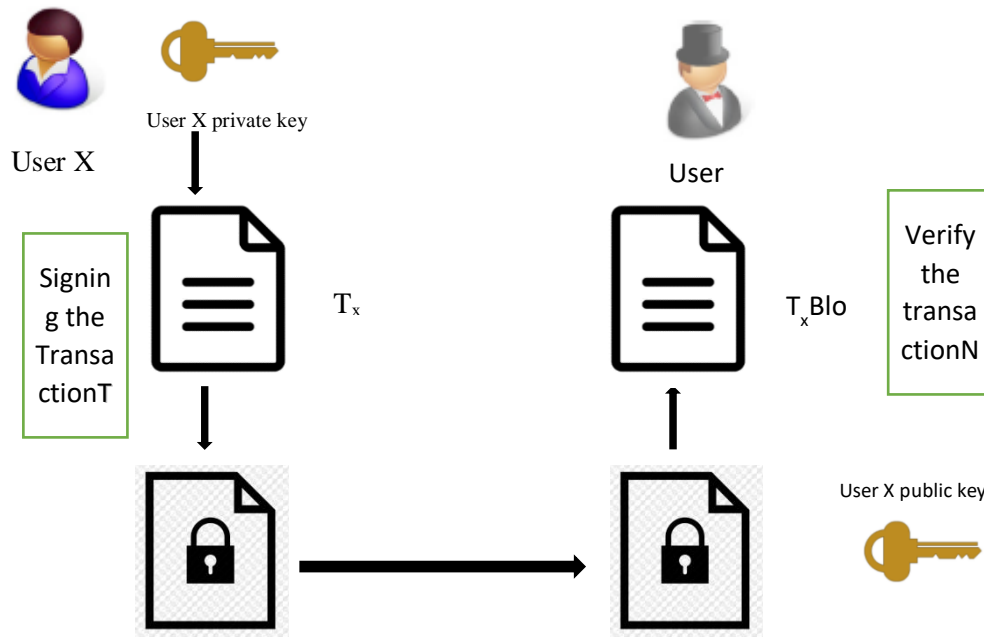 User X private key
User X
User
Signin
g the
Transa
ctionT
Tₓ
TₓBlo
Verify
the
transa
ctionN
User X public key